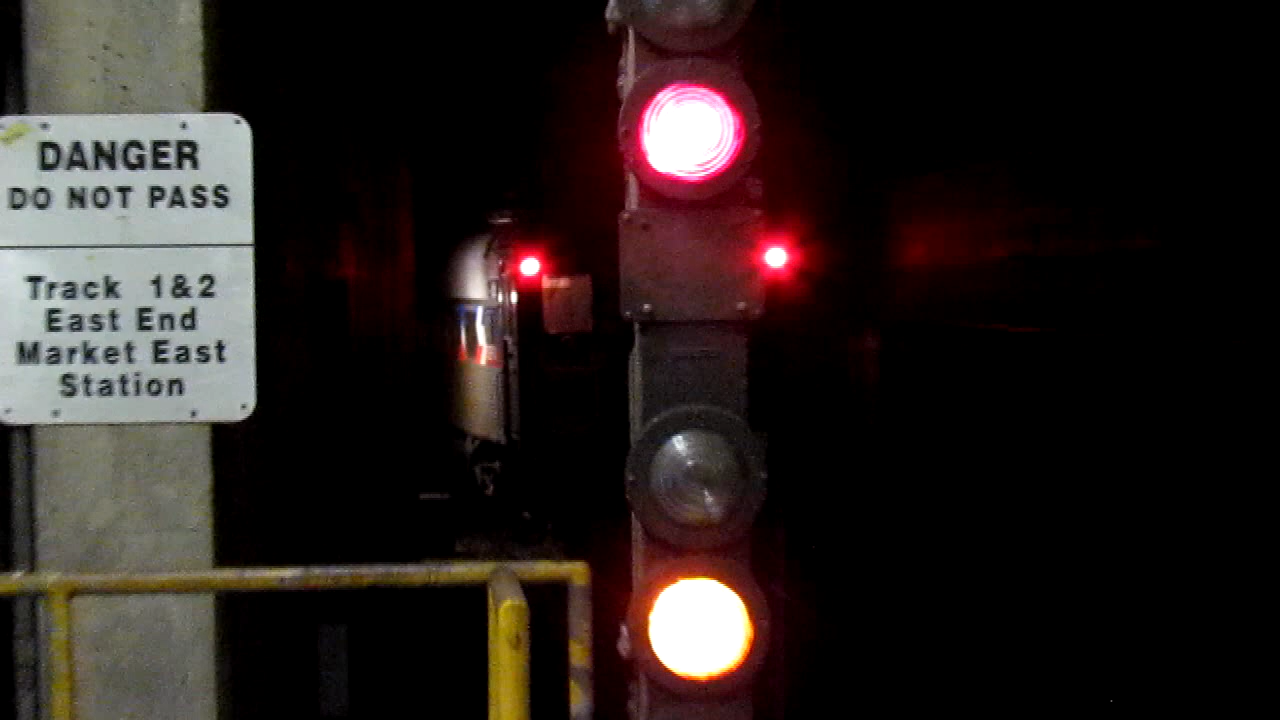 DANGER
DO NOT PASS
Track 1&2
East End
Market East
Station